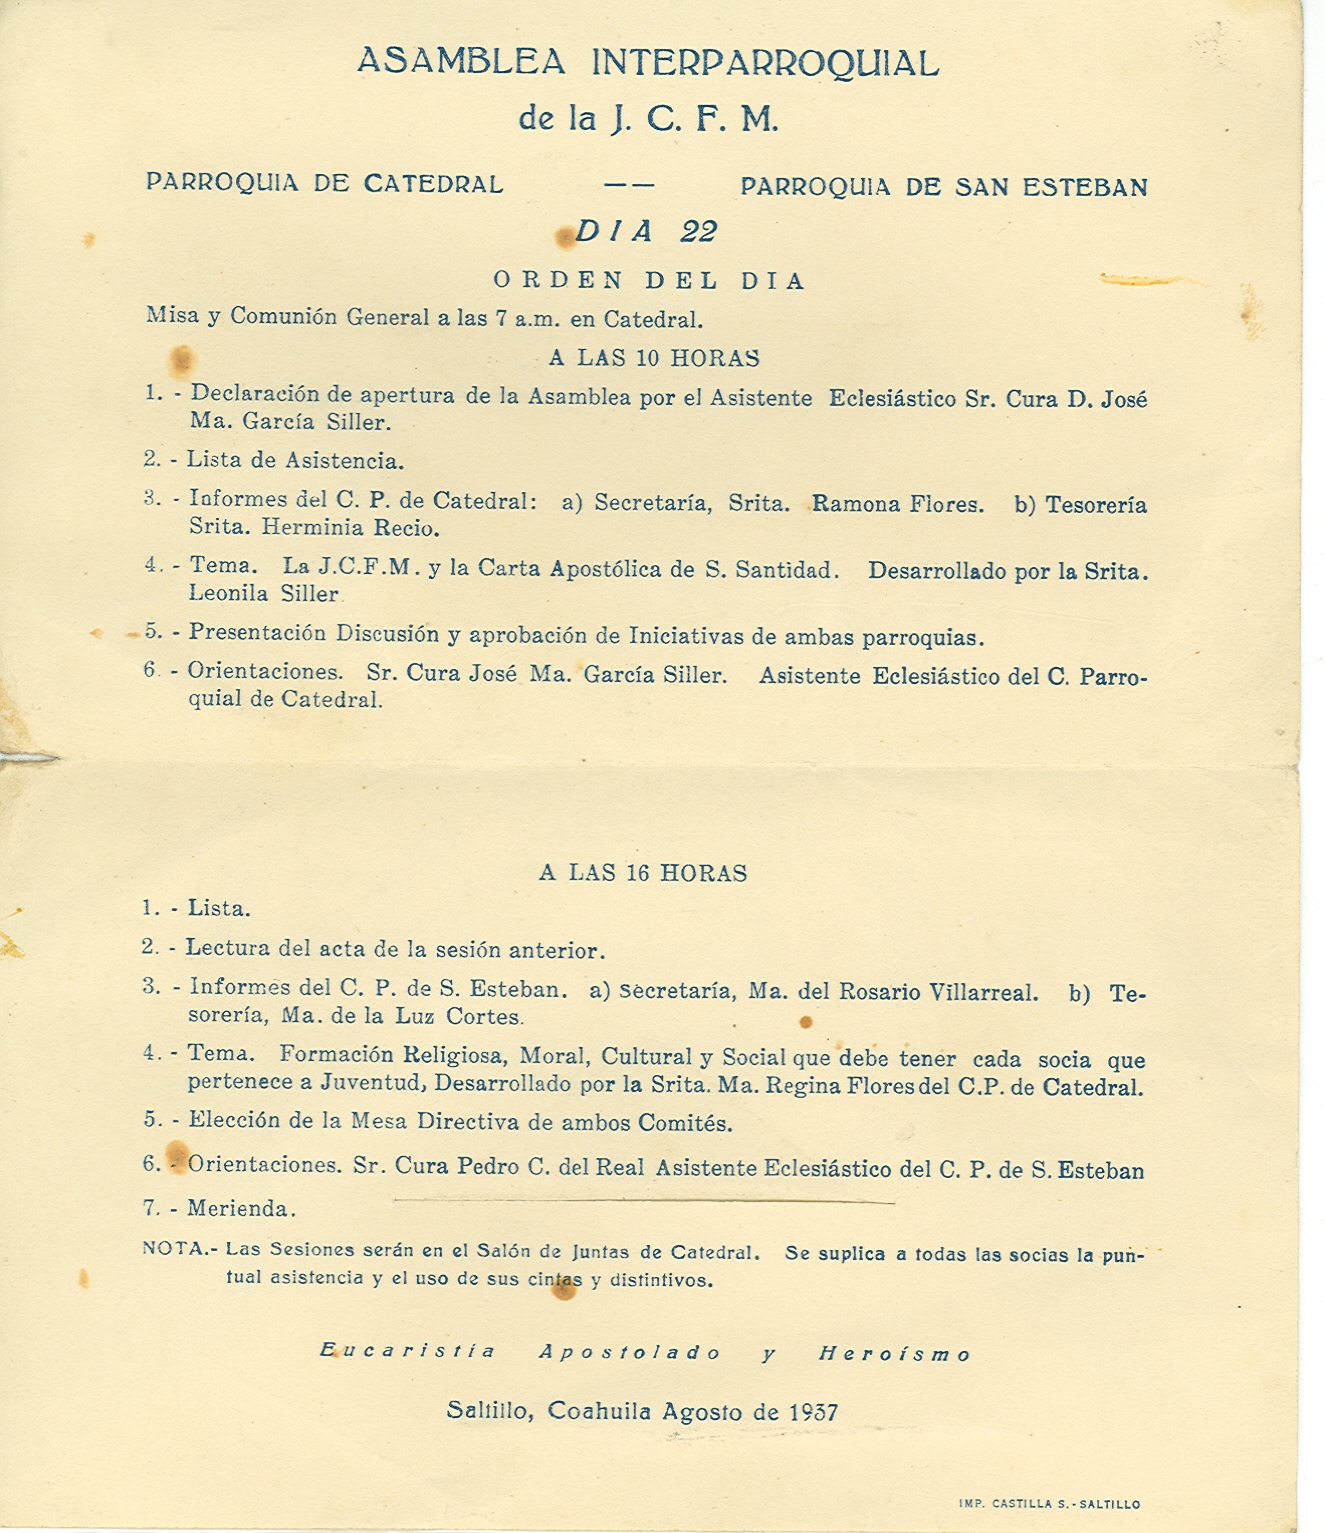 ASAMBLEA INTERPARROQUIAL
de la J. C. F. M.
PARROQUIA DE CATEDRAL — — PARROQUIA DE SAN ESTEBAN
DIA 22
ORDEN DEL DIA
Misa y Comunión General a las 7 a.m. en Catedral.
A LAS 10 HORAS
1. - Declaración de apertura de la Asamblea por el Asistente Eclesiástico Sr. Cura D. José
Ma. García Siller.
2. - Lista de Asistencia.
3. - Informes del C. P. de Catedral: a) Secretaría, Srita. Ramona Flores. b) Tesorería
Srita. Herminia Recio.
4. - Tema. La J.C.F.M. y la Carta Apostólica de S. Santidad. Desarrollado por la Srita.
Leonila Siller
5. - Presentación Discusión y aprobación de Iniciativas de ambas parroquias.
6. - Orientaciones. Sr. Cura José Ma. García Siller. Asistente Eclesiástico del C. Parro-
quial de Catedral.
A LAS 16 HORAS
1. - Lista.
2. - Lectura del acta de la sesión anterior.
3. - Informes del C. P. de S. Esteban. a) Secretaría, Ma. del Rosario Villarreal. b) Te-
sorería, Ma. de la Luz Cortes.
4. - Tema. Formación Religiosa, Moral, Cultural y Social que debe tener cada socia que
pertenece a Juventud, Desarrollado por la Srita. Ma. Regina Flores del C.P. de Catedral.
5. - Elección de la Mesa Directiva de ambos Comités.
6. - Orientaciones. Sr. Cura Pedro C. del Real Asistente Eclesiástico del C. P. de S. Esteban
7. - Merienda.
NOTA.- Las Sesiones serán en el Salón de Juntas de Catedral. Se suplica a todas las socias la pun-
tual asistencia y el uso de sus cintas y distintivos.
Eucaristía Apostolado y Heroísmo
Saltillo, Coahuila Agosto de 1937
IMP. CASTILLA S.-SALTILLO